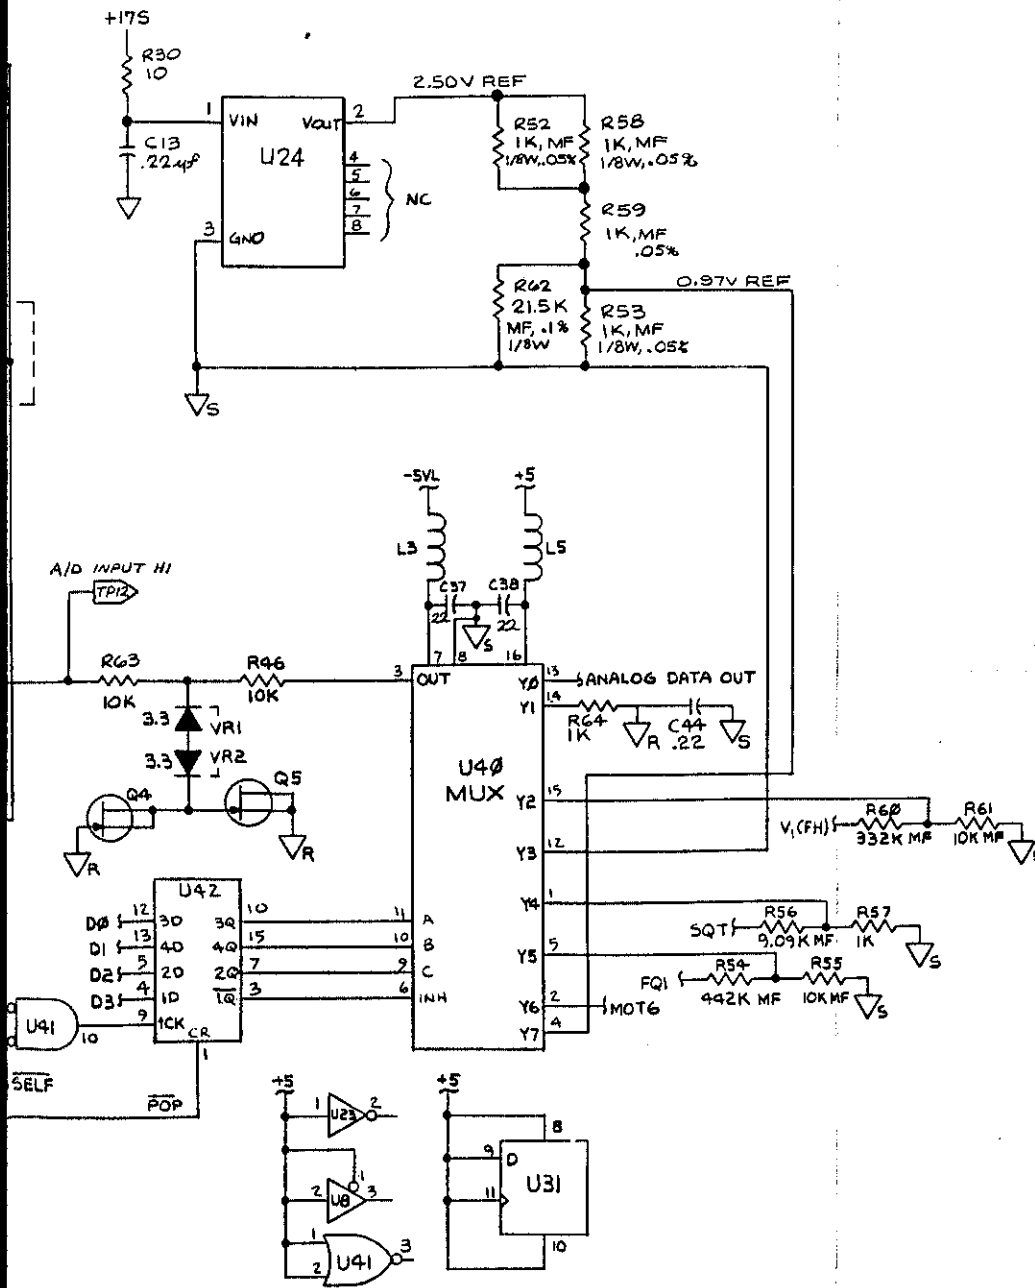 +17S
R30
10
2.50V REF
1
VIN
VOUT
2
R52
1K, MF
1/8W, .05%
R58
1K, MF
1/8W, .05%
C13
.22μf
U24
4
5
6
7
8
NC
R59
1K, MF
.05%
3
GND
0.97V REF
R62
21.5K
MF, .1%
1/8W
R53
1K, MF
1/8W, .05%
S
-5VL
+5
L3
L5
A/D INPUT HI
TP12
C37
22
C38
22
S
7
8
16
R63
10K
R46
10K
3
OUT
YØ
13
ANALOG DATA OUT
Y1
14
R64
1K
R
C44
.22
S
3.3
VR1
3.3
VR2
U4Ø
MUX
Q4
Q5
R
R
Y2
15
V1(FH)
R6Ø
332K MF
R61
10K MF
Y3
12
U42
DØ
12
3D
3Q
10
11
A
D1
13
4D
4Q
15
10
B
D2
5
2D
2Q
7
9
C
D3
4
1D
1Q
3
6
INH
Y4
1
SQT
R56
9.09K MF
R57
1K
S
Y5
5
FQ1
R54
442K MF
R55
10K MF
S
Y6
2
MOT6
Y7
4
U41
10
9
↑CK
CR
1
SELF
POP
+5
1
U23
2
1
2
U8
3
1
2
U41
3
+5
8
9
D
11
U31
10